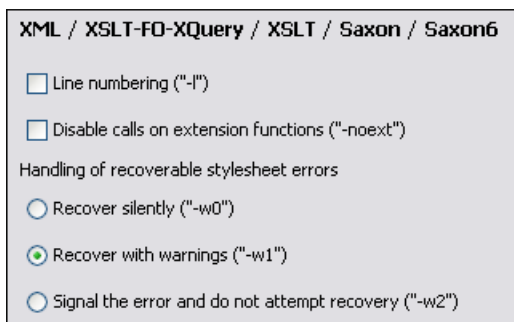 XML / XSLT-FO-XQuery / XSLT / Saxon / Saxon6
Line numbering ("-l")
Disable calls on extension functions ("-noext")
Handling of recoverable stylesheet errors
Recover silently ("-w0")
Recover with warnings ("-w1")
Signal the error and do not attempt recovery ("-w2")